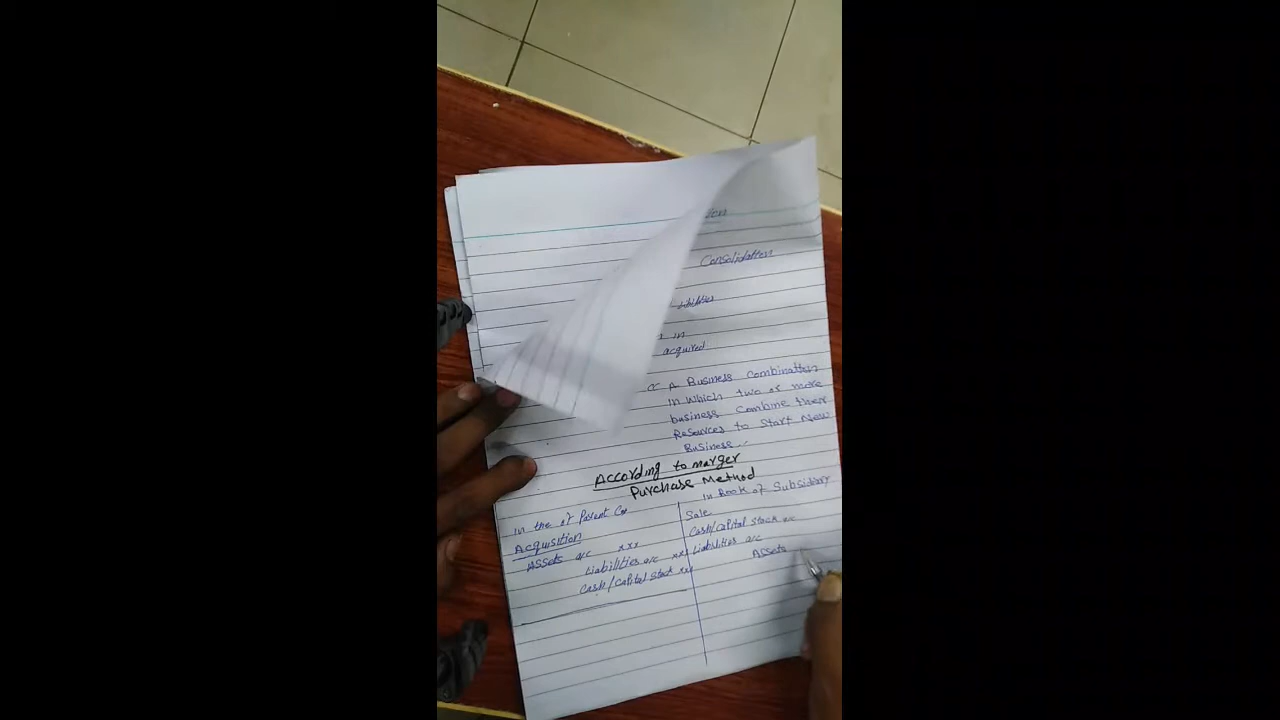 Consolidation
acquired
A Business combination
in which two or more
business combine their
Resources to start New
Business
According to marger
Purchase Method
in the of Parent Co
Acquisition
Assets a/c xxx
Liabilities a/c xx
Cash/Capital stock xx
in Book of Subsidiary
Sale
Cash/Capital stock a/c
Liabilities a/c
Assets